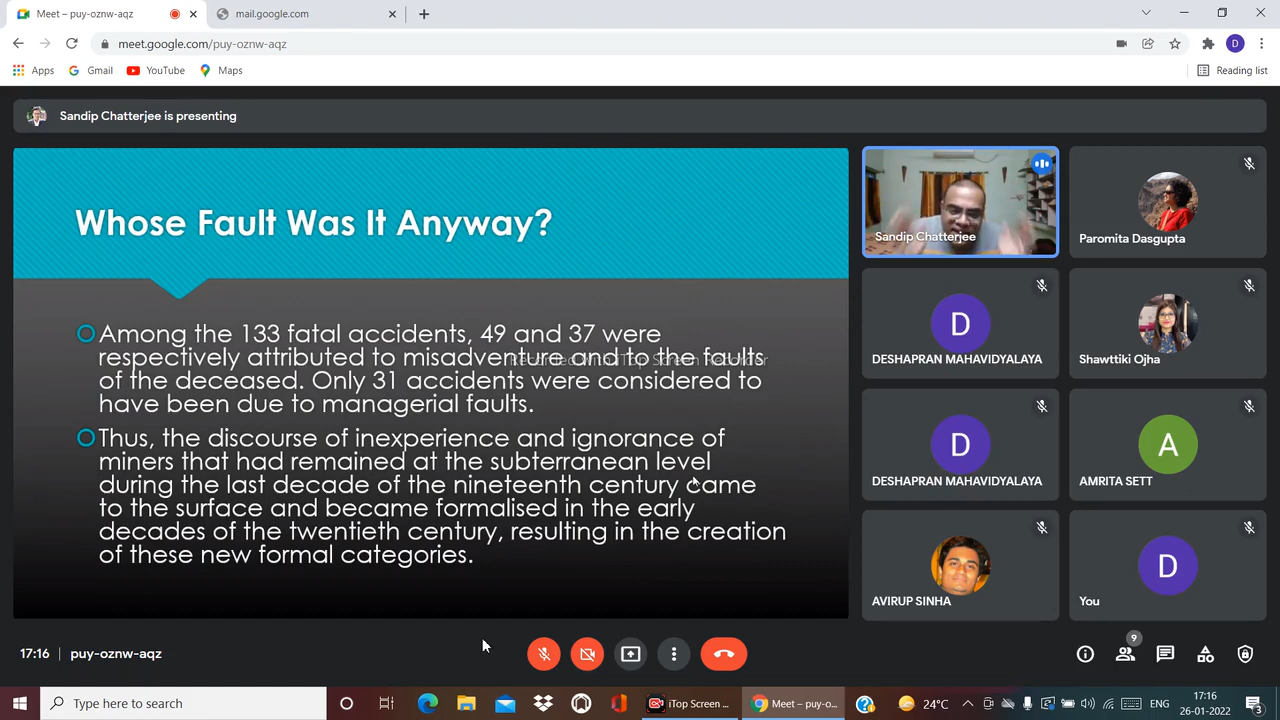 Meet – puy-oznw-aqz
mail.google.com
meet.google.com/puy-oznw-aqz
D
Apps
Gmail
YouTube
Maps
Reading list
Sandip Chatterjee is presenting
Whose Fault Was It Anyway?
Among the 133 fatal accidents, 49 and 37 were
respectively attributed to misadventure and to the faults
of the deceased. Only 31 accidents were considered to
have been due to managerial faults.
Thus, the discourse of inexperience and ignorance of
miners that had remained at the subterranean level
during the last decade of the nineteenth century came
to the surface and became formalised in the early
decades of the twentieth century, resulting in the creation
of these new formal categories.
Recorded with iTop Screen Recorder
Sandip Chatterjee
Paromita Dasgupta
D
DESHAPRAN MAHAVIDYALAYA
Shawttiki Ojha
D
DESHAPRAN MAHAVIDYALAYA
A
AMRITA SETT
AVIRUP SINHA
D
You
17:16 | puy-oznw-aqz
9
Type here to search
iTop Screen ...
Meet – puy-o...
24°C
ENG
17:16
26-01-2022
3